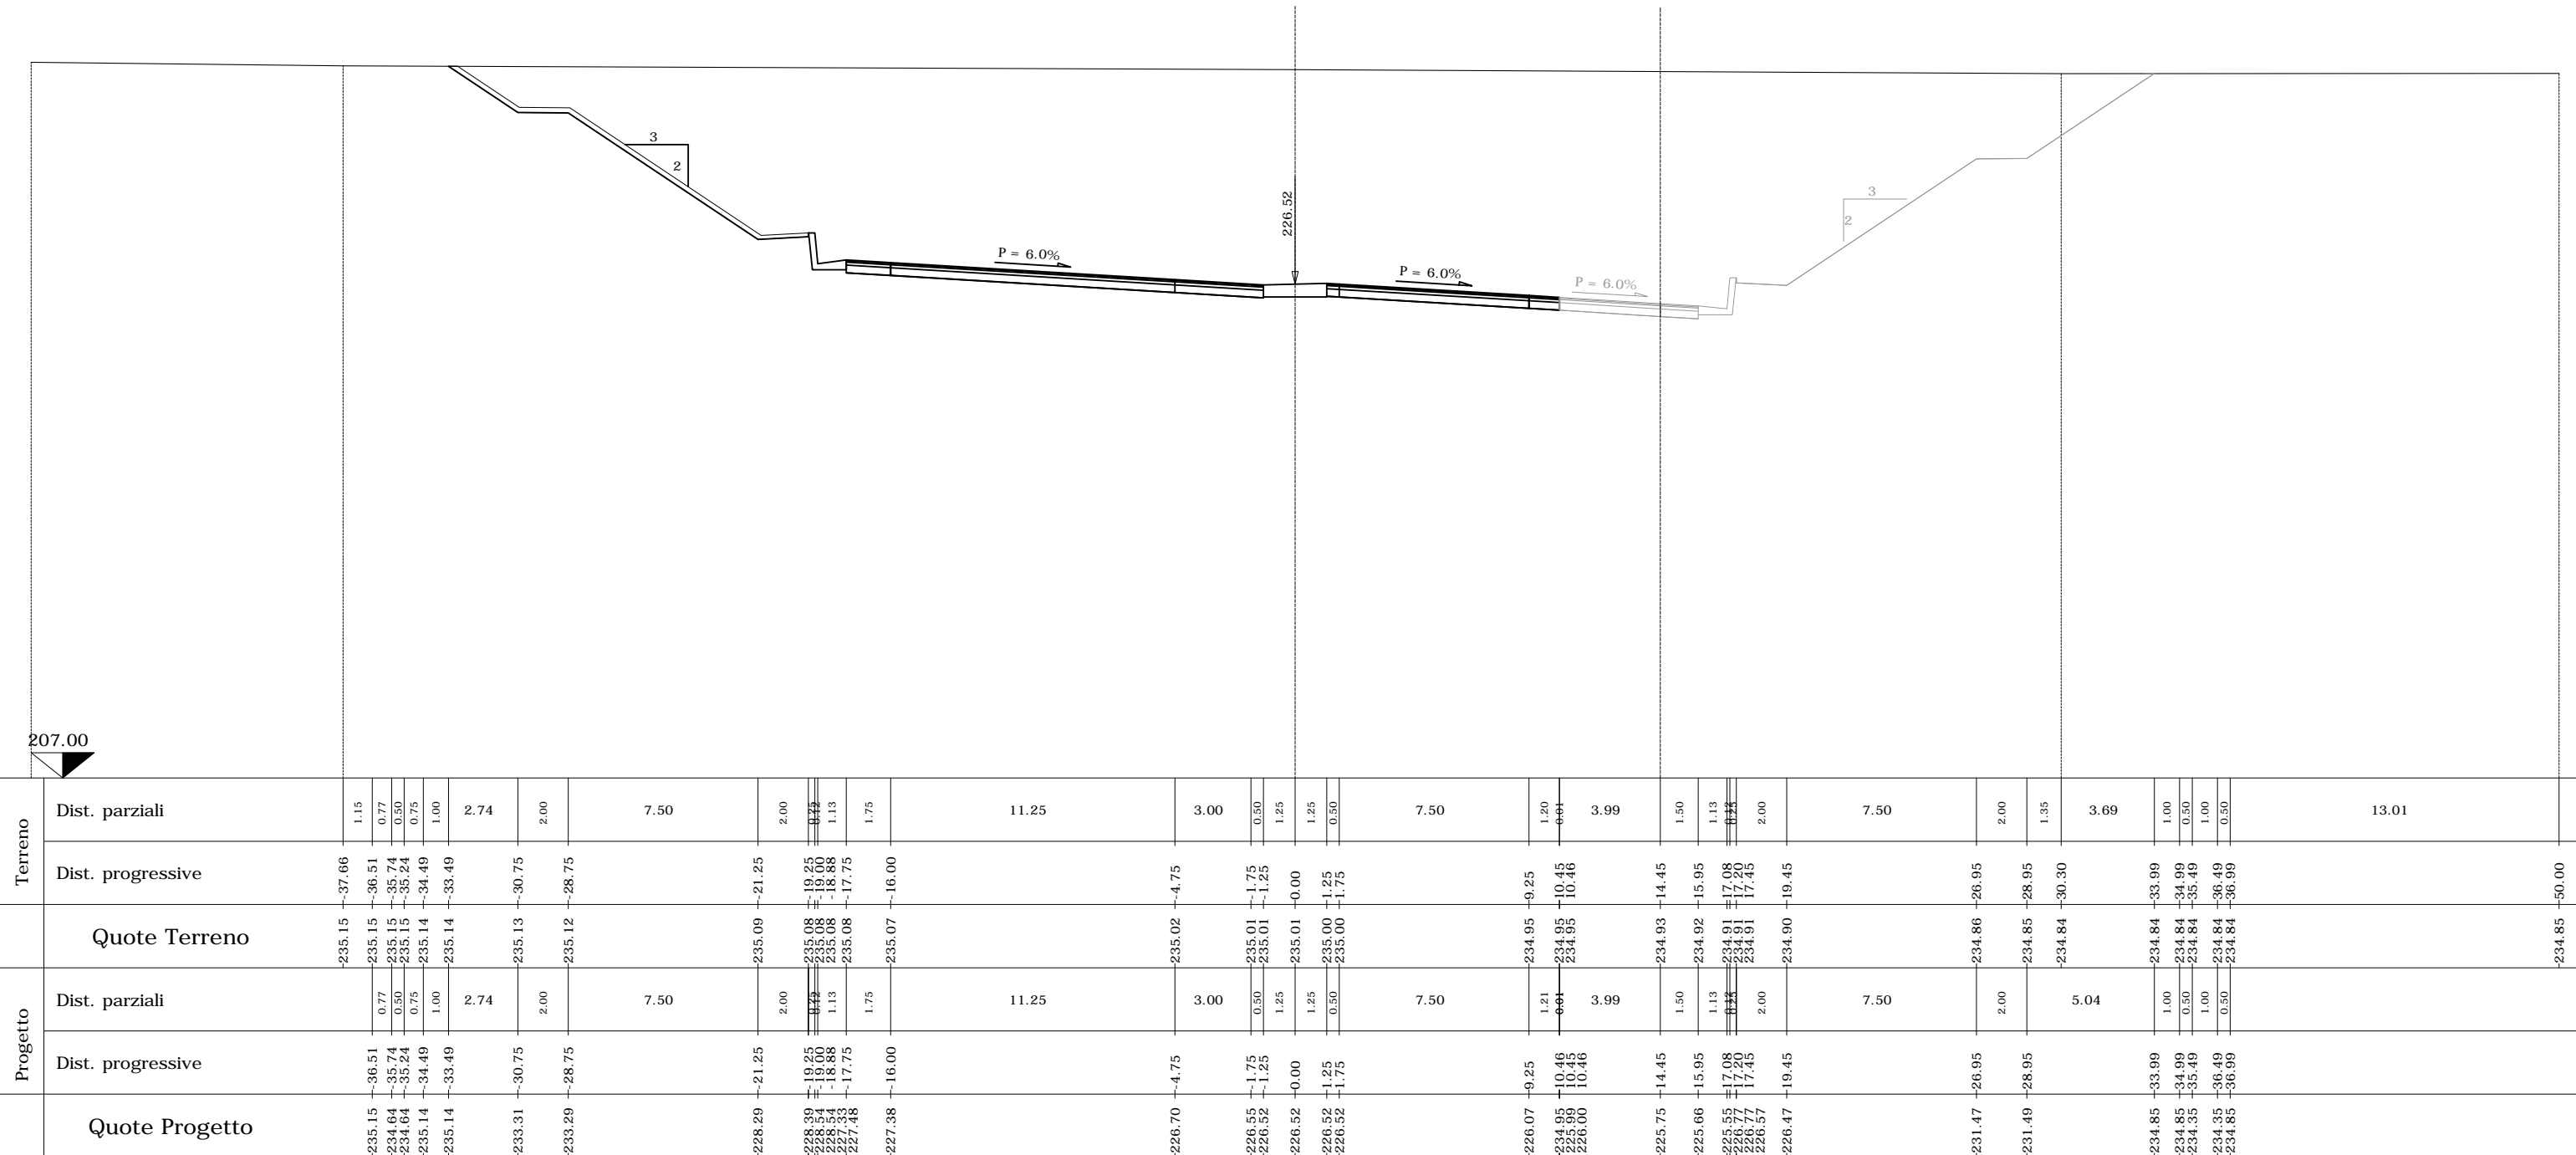 3
2
226.52
3
2
P = 6.0%
P = 6.0%
P = 6.0%
207.00
Terreno
Dist. parziali
1.15 0.77 0.50 0.75 1.00 2.74 2.00 7.50 2.00 0.25 0.12 1.13 1.75 11.25 3.00 0.50 1.25 1.25 0.50 7.50 1.20 0.01 3.99 1.50 1.13 0.12 0.25 2.00 7.50 2.00 1.35 3.69 1.00 0.50 1.00 0.50 13.01
Dist. progressive
-37.66 -36.51 -35.74 -35.24 -34.49 -33.49 -30.75 -28.75 -21.25 -19.25 -19.00 -18.88 -17.75 -16.00 -4.75 -1.75 -1.25 0.00 1.25 1.75 9.25 10.45 10.46 14.45 15.95 17.08 17.20 17.45 19.45 26.95 28.95 30.30 33.99 34.99 35.49 36.49 36.99 50.00
Quote Terreno
235.15 235.15 235.15 235.15 235.14 235.14 235.13 235.12 235.09 235.08 235.08 235.08 235.08 235.07 235.02 235.01 235.01 235.01 235.00 235.00 234.95 234.95 234.95 234.93 234.92 234.91 234.91 234.91 234.90 234.86 234.85 234.84 234.84 234.84 234.84 234.84 234.84 234.85
Progetto
Dist. parziali
0.77 0.50 0.75 1.00 2.74 2.00 7.50 2.00 0.25 0.12 1.13 1.75 11.25 3.00 0.50 1.25 1.25 0.50 7.50 1.21 0.01 3.99 1.50 1.13 0.12 0.25 2.00 7.50 2.00 5.04 1.00 0.50 1.00 0.50
Dist. progressive
-36.51 -35.74 -35.24 -34.49 -33.49 -30.75 -28.75 -21.25 -19.25 -19.00 -18.88 -17.75 -16.00 -4.75 -1.75 -1.25 0.00 1.25 1.75 9.25 10.46 10.45 10.46 14.45 15.95 17.08 17.20 17.45 19.45 26.95 28.95 33.99 34.99 35.49 36.49 36.99
Quote Progetto
235.15 234.64 234.64 235.14 235.14 233.31 233.29 228.29 228.39 228.54 228.54 227.33 227.48 227.38 226.70 226.55 226.52 226.52 226.52 226.52 226.07 234.95 225.99 226.00 225.75 225.66 225.55 226.77 226.77 226.57 226.47 231.47 231.49 234.85 234.85 234.35 234.35 234.85